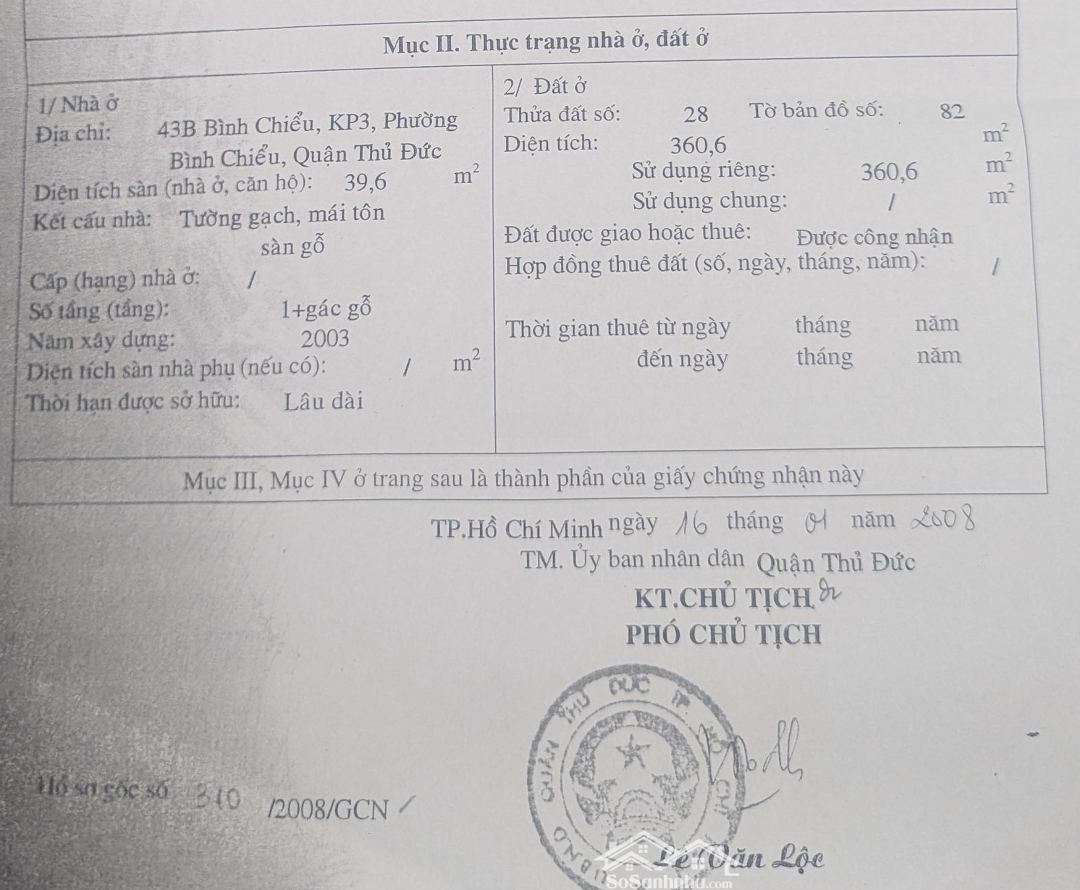 Mục II. Thực trạng nhà ở, đất ở
1/ Nhà ở
Địa chỉ: 43B Bình Chiểu, KP3, Phường
Bình Chiểu, Quận Thủ Đức
Diện tích sàn (nhà ở, căn hộ): 39,6 m²
Kết cấu nhà: Tường gạch, mái tôn
sàn gỗ
Cấp (hạng) nhà ở: /
Số tầng (tầng): 1+gác gỗ
Năm xây dựng: 2003
Diện tích sàn nhà phụ (nếu có): / m²
Thời hạn được sở hữu: Lâu dài
2/ Đất ở
Thửa đất số: 28 Tờ bản đồ số: 82
Diện tích: 360,6 m²
Sử dụng riêng: 360,6 m²
Sử dụng chung: / m²
Đất được giao hoặc thuê: Được công nhận
Hợp đồng thuê đất (số, ngày, tháng, năm): /
Thời gian thuê từ ngày tháng năm
đến ngày tháng năm
Mục III, Mục IV ở trang sau là thành phần của giấy chứng nhận này
TP.Hồ Chí Minh ngày 16 tháng 01 năm 2008
TM. Ủy ban nhân dân Quận Thủ Đức
KT.CHỦ TỊCH
PHÓ CHỦ TỊCH
U.B.N.D QUẬN THỦ ĐỨC TP. HỒ CHÍ
Hồ sơ gốc số 310 /2008/GCN
Lê Văn Lộc
SoSanhnha.com